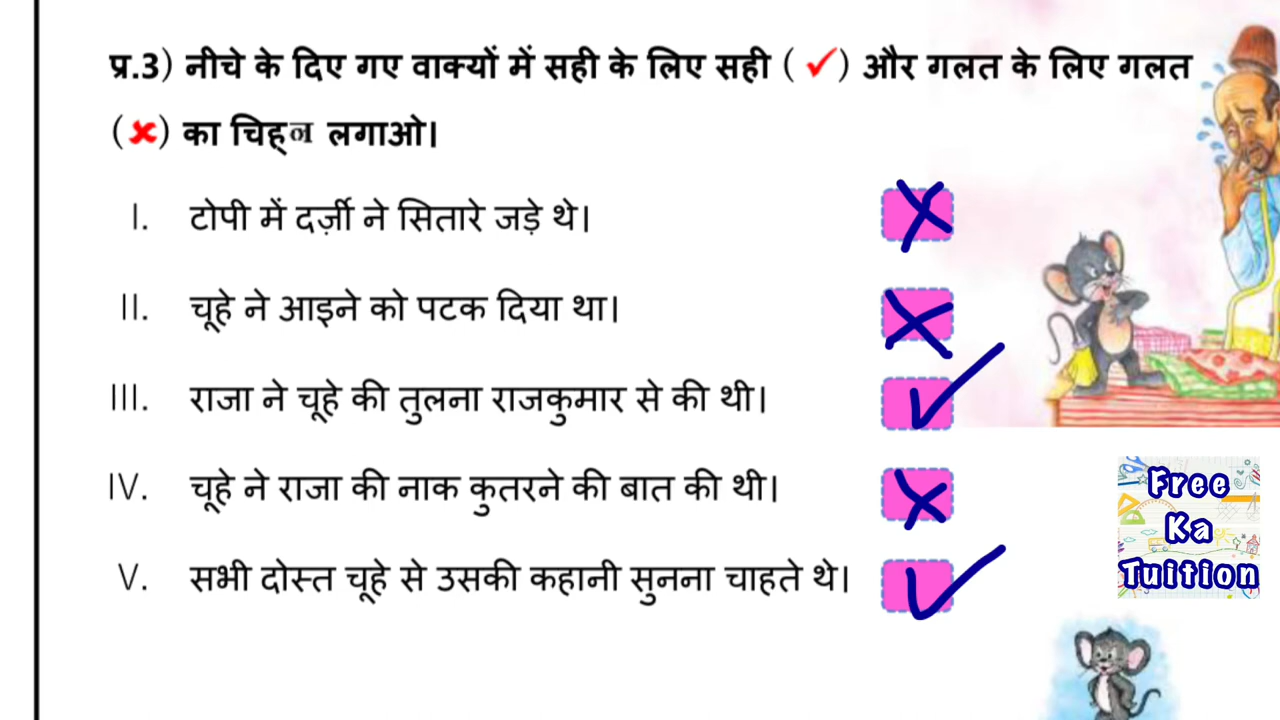 प्र.3) नीचे के दिए गए वाक्यों में सही के लिए सही ( ✓) और गलत के लिए गलत
(✘) का चिह्न लगाओ।
I. टोपी में दर्ज़ी ने सितारे जड़े थे। ✗
II. चूहे ने आइने को पटक दिया था। ✗
III. राजा ने चूहे की तुलना राजकुमार से की थी। ✓
IV. चूहे ने राजा की नाक कुतरने की बात की थी। ✗
V. सभी दोस्त चूहे से उसकी कहानी सुनना चाहते थे। ✓
Free
Ka
Tuition